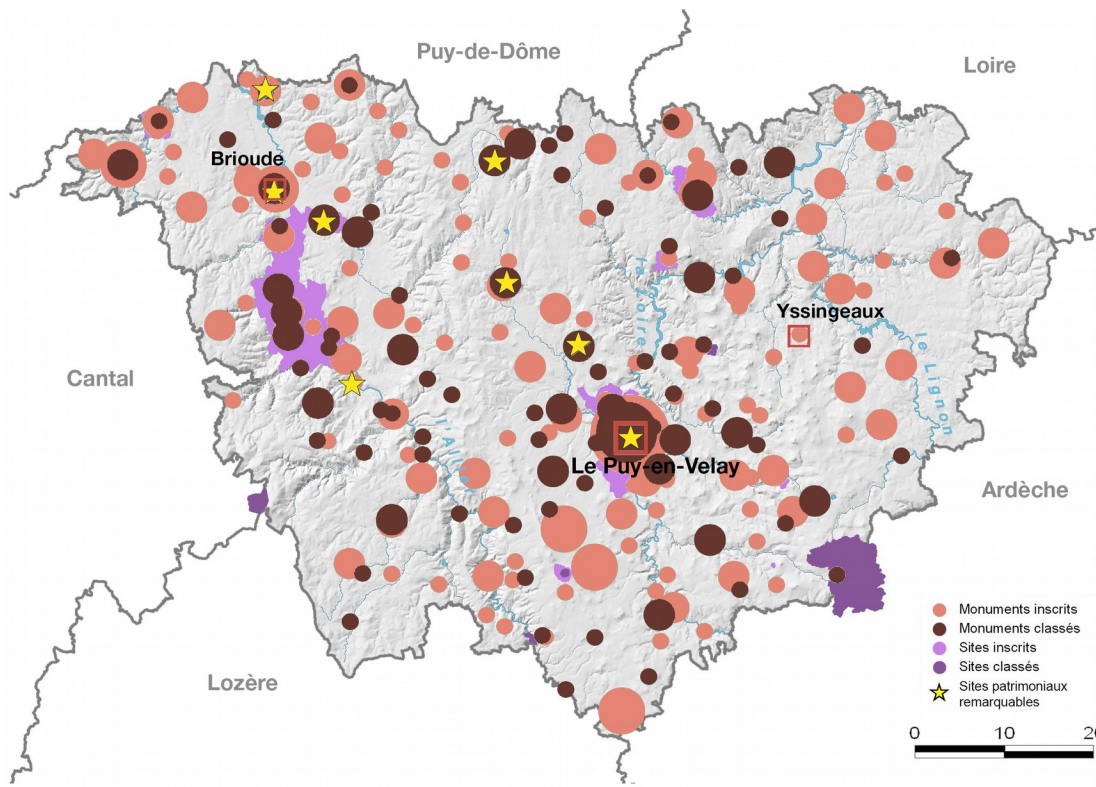 Puy-de-Dôme
Loire
Brioude
la Loire
Yssingeaux
le Lignon
Cantal
l'Allier
Le Puy-en-Velay
Ardèche
Lozère
Monuments inscrits
Monuments classés
Sites inscrits
Sites classés
Sites patrimoniaux
remarquables
0 10 20